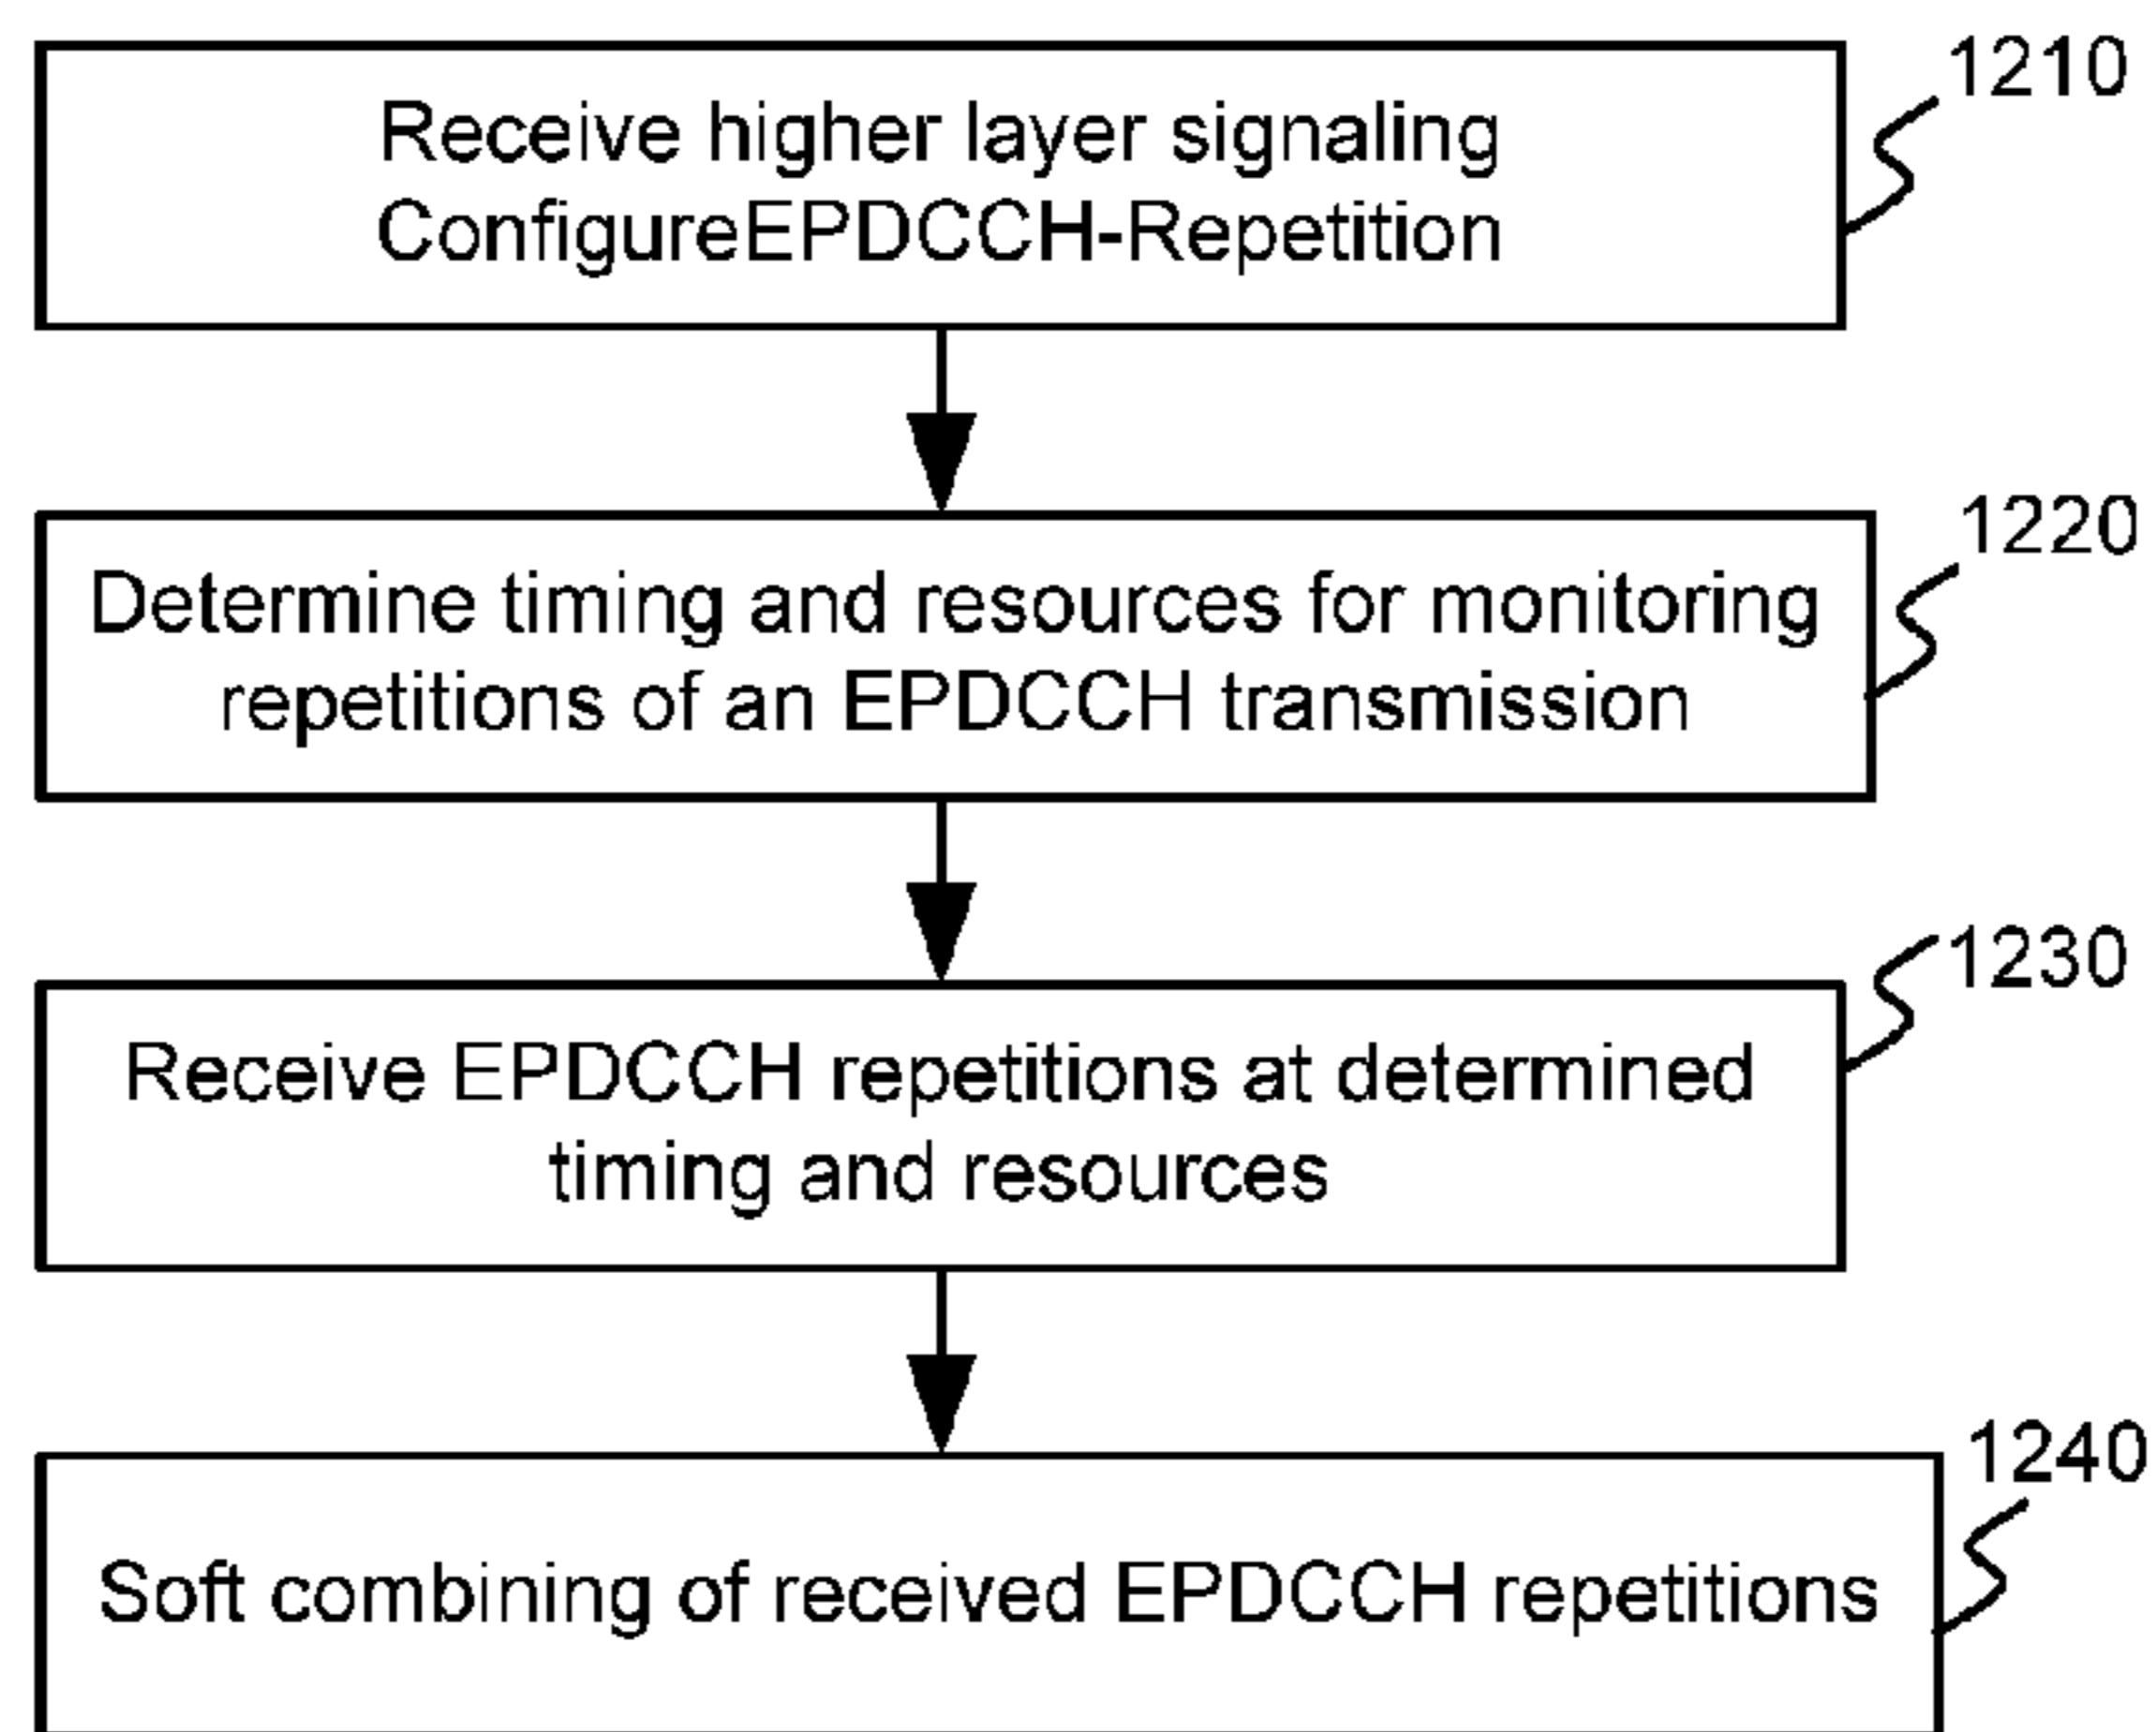 1210
Receive higher layer signaling
ConfigureEPDCCH-Repetition
1220
Determine timing and resources for monitoring
repetitions of an EPDCCH transmission
1230
Receive EPDCCH repetitions at determined
timing and resources
1240
Soft combining of received EPDCCH repetitions